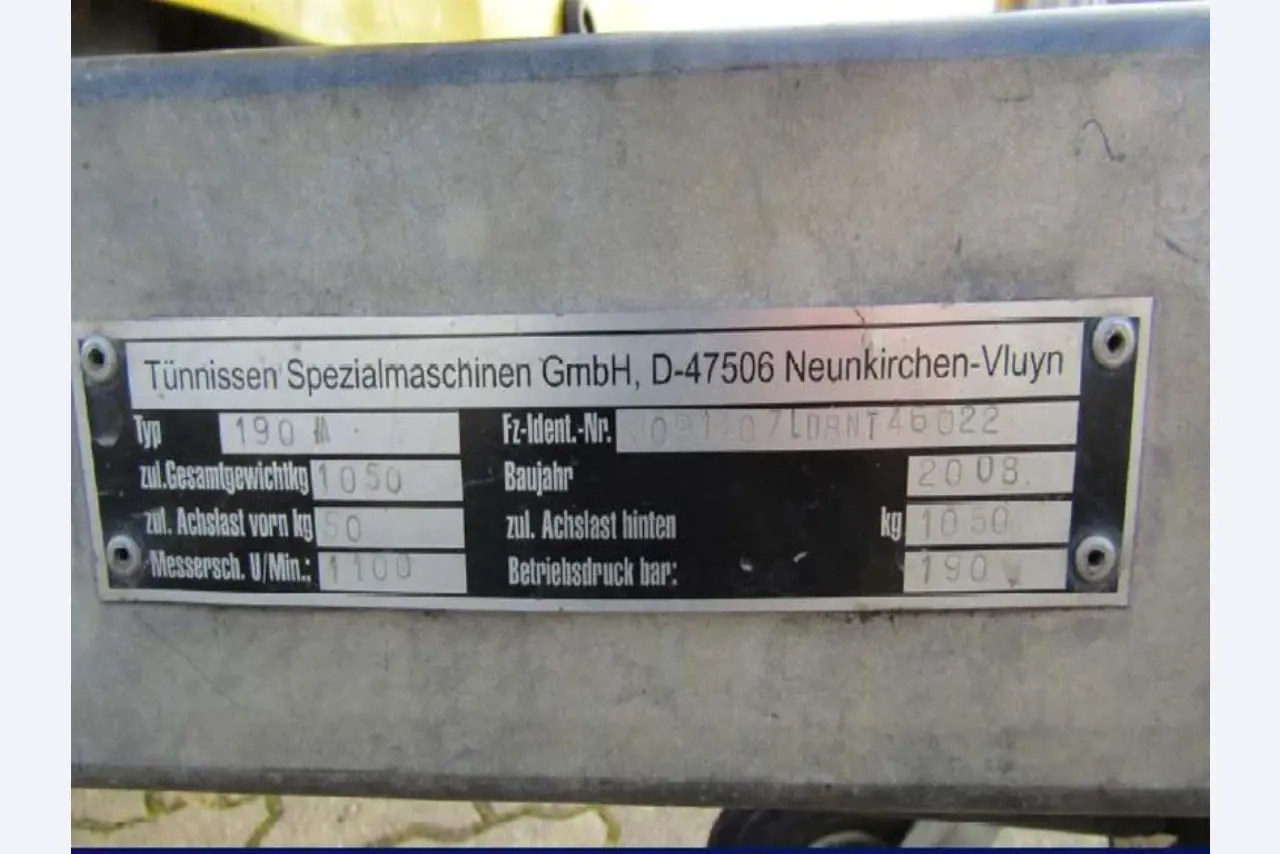 Tünnissen Spezialmaschinen GmbH, D-47506 Neunkirchen-Vluyn
Typ 190 Fz-Ident.-Nr.
zul.Gesamtgewichtkg 1050 Baujahr 2008
zul. Achslast vorn kg 50 zul. Achslast hinten kg 1050
Messersch. U/Min.: 1100 Betriebsdruck bar: 190